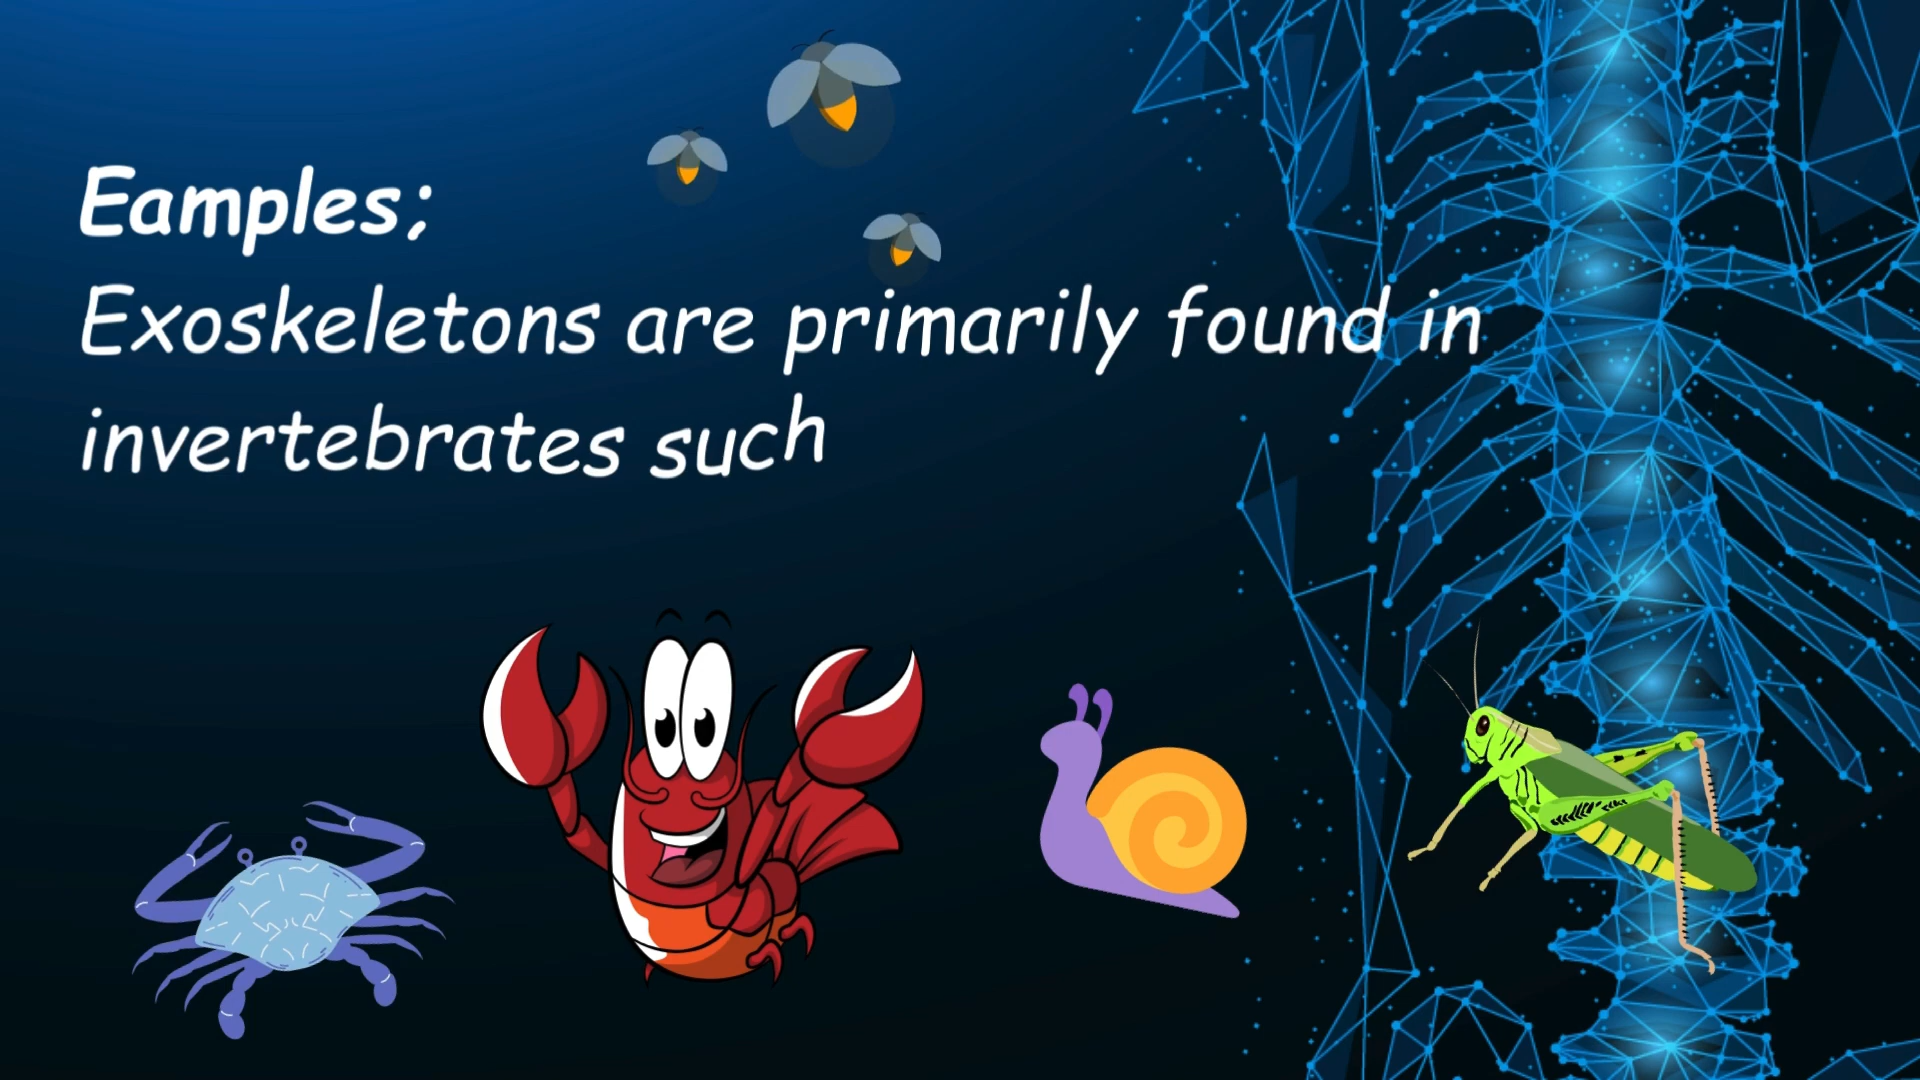 Eamples;
Exoskeletons are primarily found in
invertebrates such